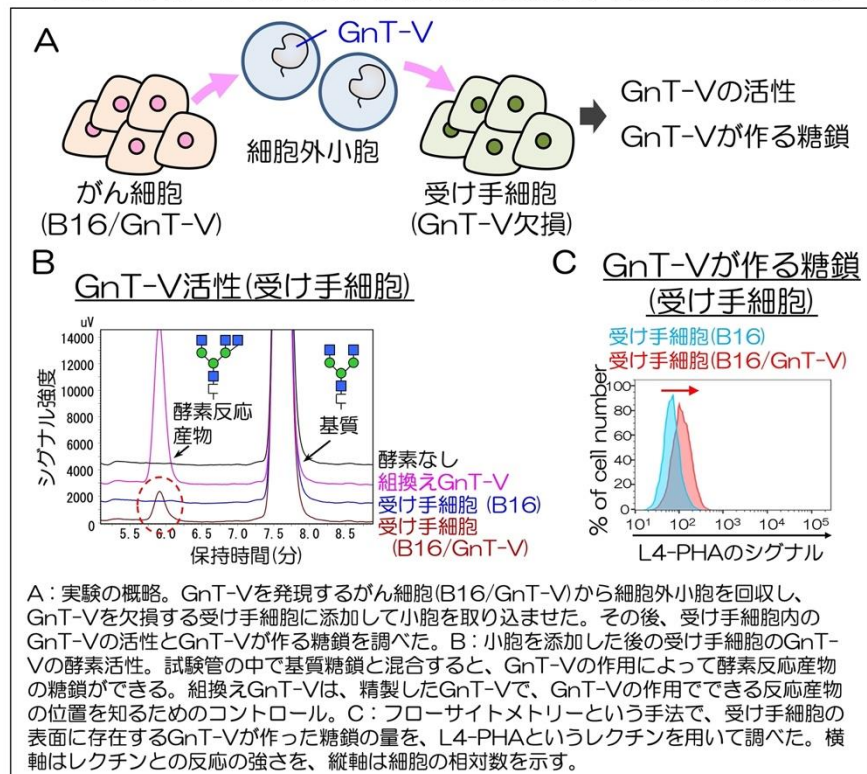 A
GnT-V
細胞外小胞
がん細胞
(B16/GnT-V)
受け手細胞
(GnT-V欠損)
GnT-Vの活性
GnT-Vが作る糖鎖
B
GnT-V活性(受け手細胞)
uV
14000
12000
10000
8000
6000
4000
2000
0
シグナル強度
酵素反応
産物
基質
酵素なし
組換えGnT-V
受け手細胞 (B16)
受け手細胞
(B16/GnT-V)
5.5 6.0 6.5 7.0 7.5 8.0 8.5
保持時間(分)
C
GnT-Vが作る糖鎖
(受け手細胞)
受け手細胞(B16)
受け手細胞(B16/GnT-V)
% of cell number
100
80
60
40
20
0
10¹ 10² 10³ 10⁴ 10⁵
L4-PHAのシグナル
A：実験の概略。GnT-Vを発現するがん細胞(B16/GnT-V)から細胞外小胞を回収し、
GnT-Vを欠損する受け手細胞に添加して小胞を取り込ませた。その後、受け手細胞内の
GnT-Vの活性とGnT-Vが作る糖鎖を調べた。B：小胞を添加した後の受け手細胞のGnT-
Vの酵素活性。試験管の中で基質糖鎖と混合すると、GnT-Vの作用によって酵素反応産物
の糖鎖ができる。組換えGnT-Vは、精製したGnT-Vで、GnT-Vの作用でできる反応産物
の位置を知るためのコントロール。C：フローサイトメトリーという手法で、受け手細胞の
表面に存在するGnT-Vが作った糖鎖の量を、L4-PHAというレクチンを用いて調べた。横
軸はレクチンとの反応の強さを、縦軸は細胞の相対数を示す。